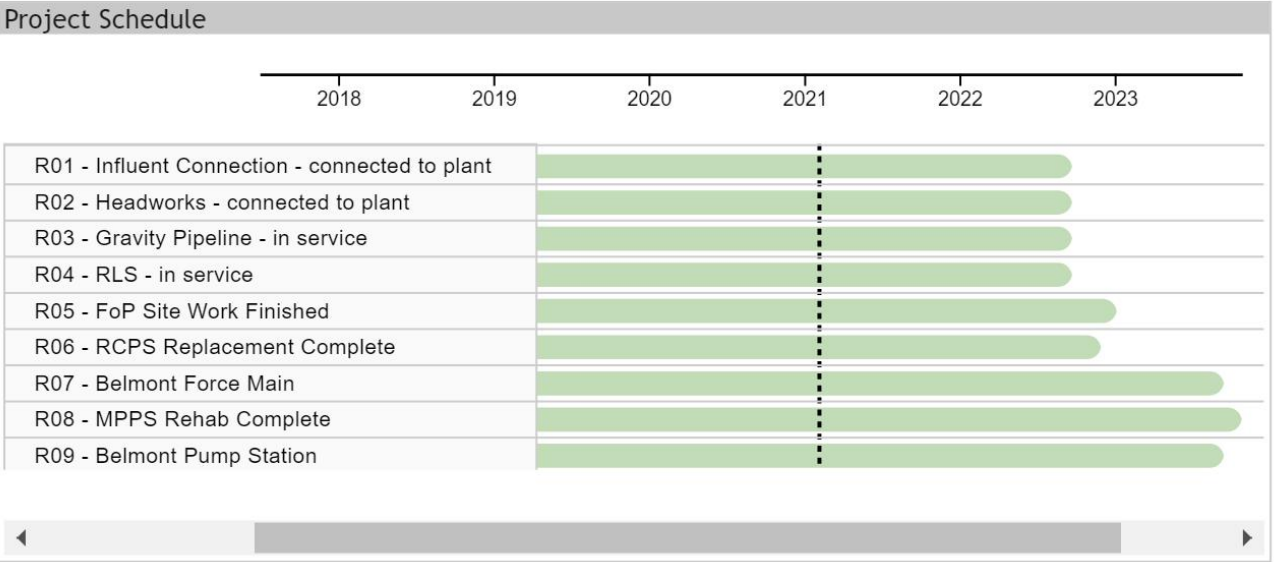 Project Schedule
2018 2019 2020 2021 2022 2023
R01 - Influent Connection - connected to plant
R02 - Headworks - connected to plant
R03 - Gravity Pipeline - in service
R04 - RLS - in service
R05 - FoP Site Work Finished
R06 - RCPS Replacement Complete
R07 - Belmont Force Main
R08 - MPPS Rehab Complete
R09 - Belmont Pump Station